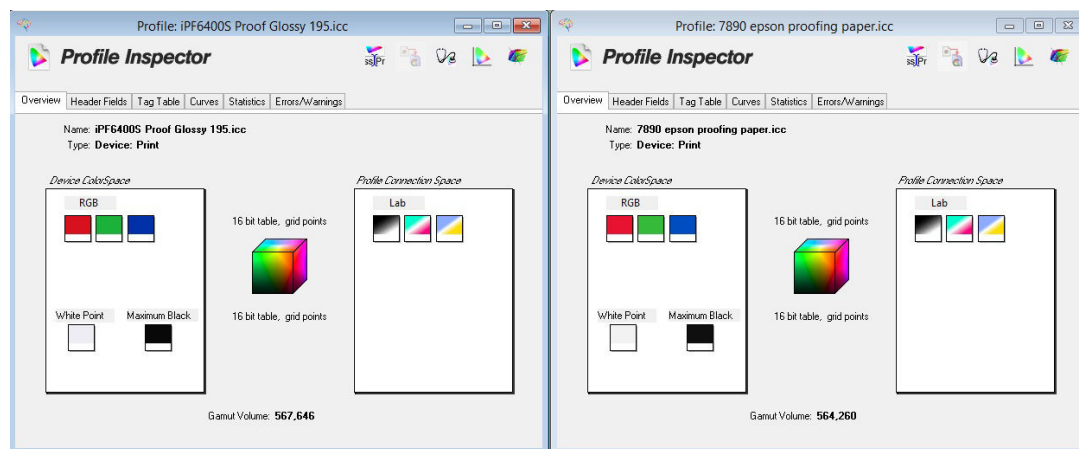 Profile: iPF6400S Proof Glossy 195.icc
Profile Inspector
ss Pr
Overview Header Fields Tag Table Curves Statistics Errors/Warnings
Name: iPF6400S Proof Glossy 195.icc
Type: Device: Print
Device ColorSpace
Profile Connection Space
RGB
Lab
16 bit table, grid points
White Point Maximum Black
16 bit table, grid points
Gamut Volume: 567,646
Profile: 7890 epson proofing paper.icc
Profile Inspector
ss Pr
Overview Header Fields Tag Table Curves Statistics Errors/Warnings
Name: 7890 epson proofing paper.icc
Type: Device: Print
Device ColorSpace
Profile Connection Space
RGB
Lab
16 bit table, grid points
White Point Maximum Black
16 bit table, grid points
Gamut Volume: 564,260